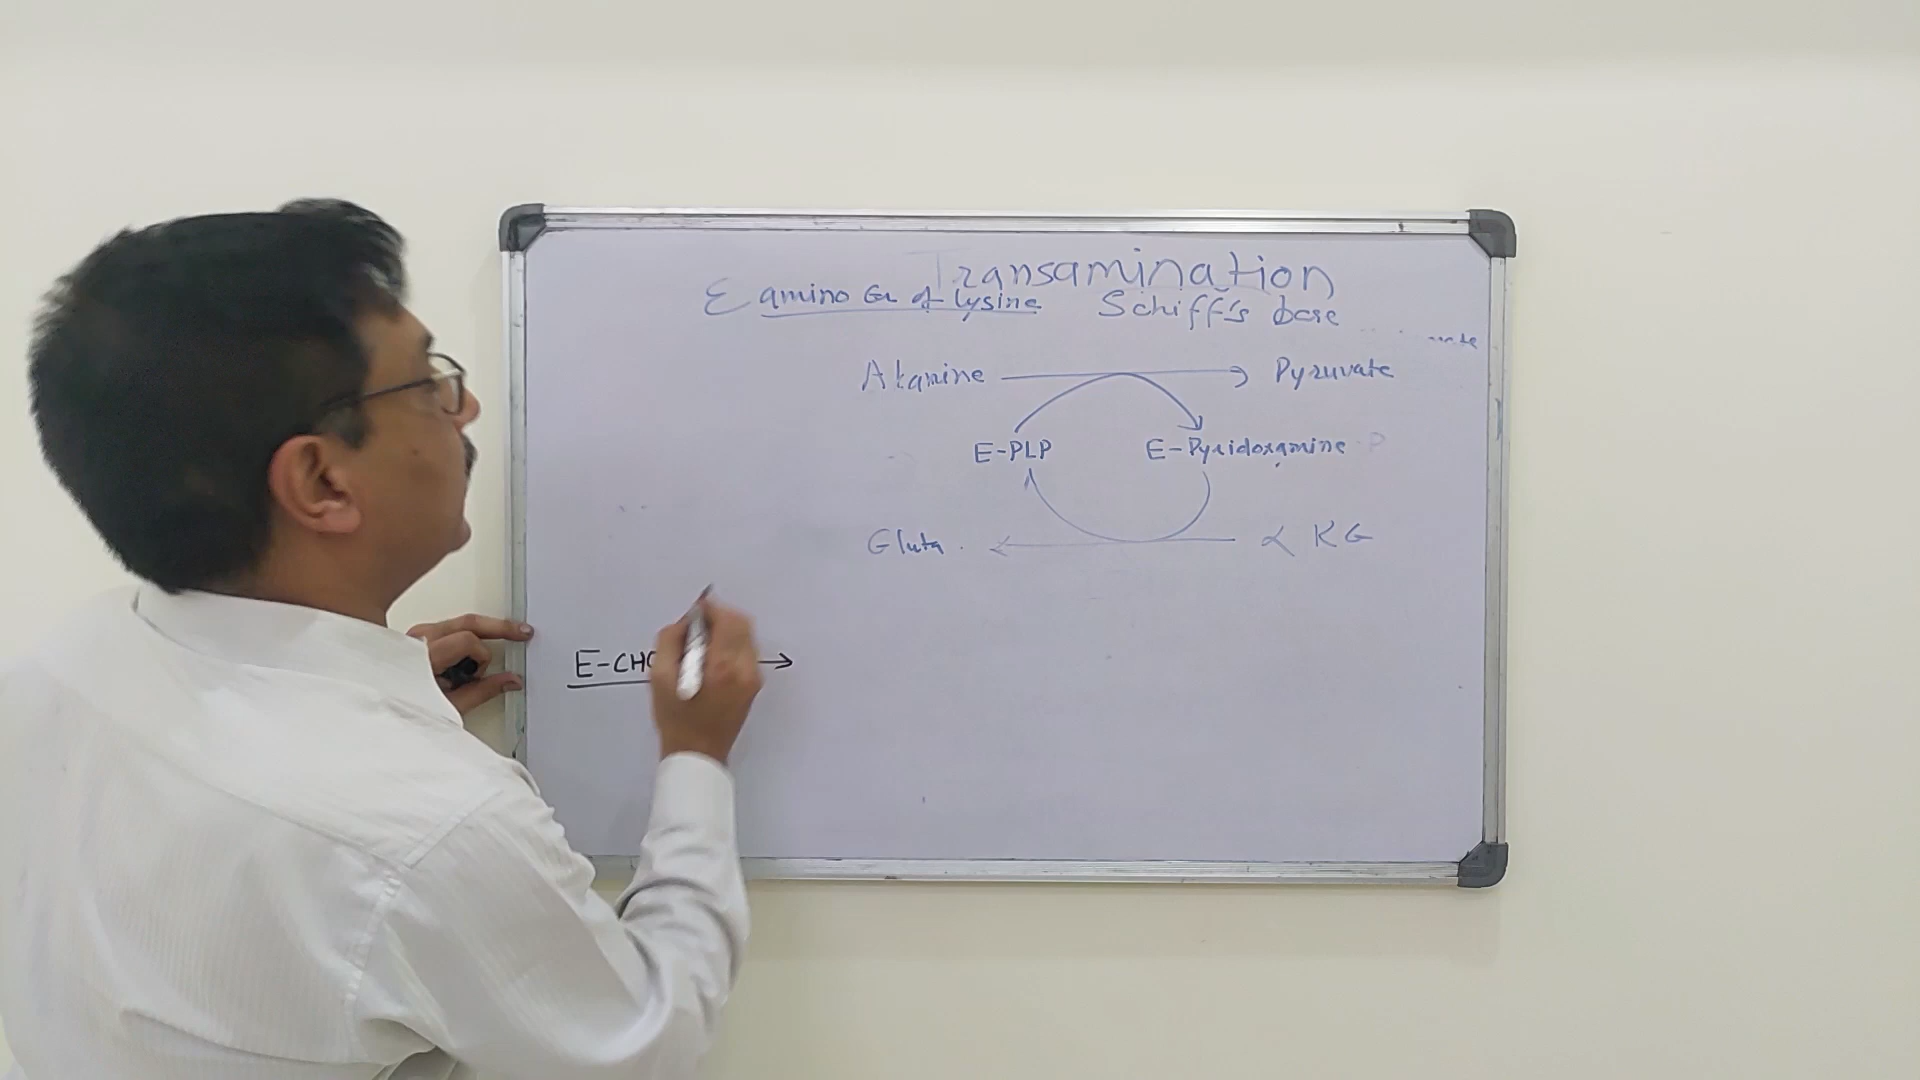 Transamination
ε amino Gr of lysine Schiff's base
Alanine → Pyruvate
E-PLP E-Pyridoxamine P
Gluta. ← α KG
E-CHO →